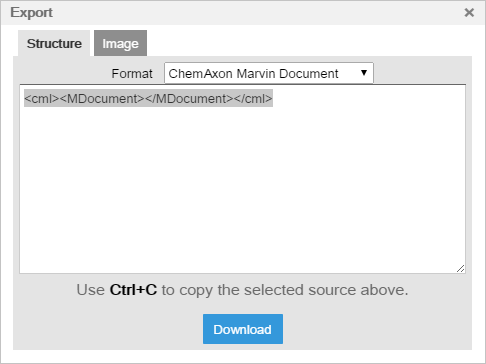 Export ×
Structure Image
Format ChemAxon Marvin Document
<cml><MDocument></MDocument></cml>
Use Ctrl+C to copy the selected source above.
Download